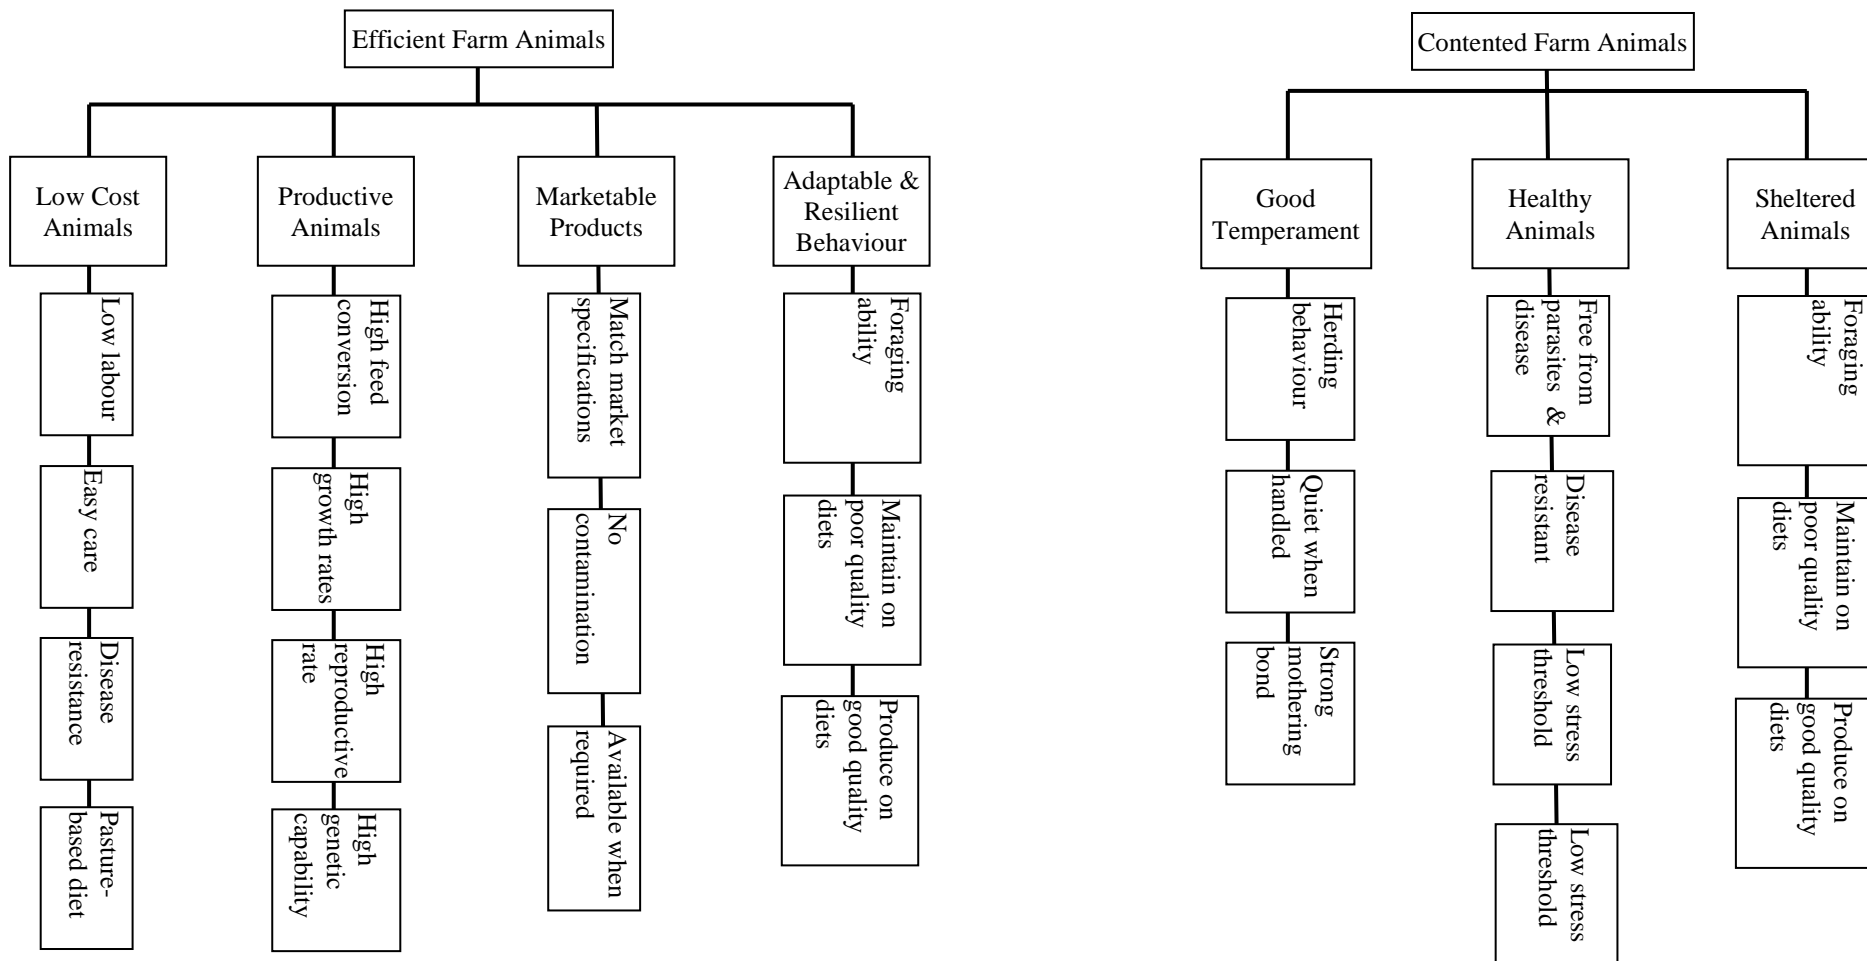 Efficient Farm Animals
Contented Farm Animals
Low Cost
Animals
Productive
Animals
Marketable
Products
Adaptable &
Resilient
Behaviour
Good
Temperament
Healthy
Animals
Sheltered
Animals
Low labour
Easy care
Disease
resistance
Pasture-
based diet
High feed
conversion
High
growth rates
High
reproductive
rate
High
genetic
capability
Match market
specifications
No
contamination
Available when
required
Foraging
ability
Maintain on
poor quality
diets
Produce on
good quality
diets
Herding
behaviour
Quiet when
handled
Strong
mothering
bond
Free from
parasites &
disease
Disease
resistant
Low stress
threshold
Low stress
threshold
Foraging
ability
Maintain on
poor quality
diets
Produce on
good quality
diets